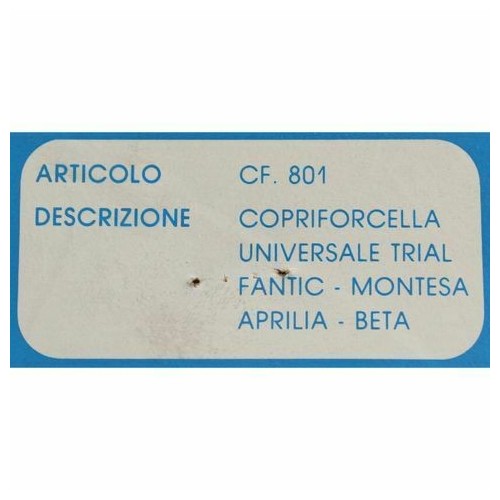 ARTICOLO CF. 801
DESCRIZIONE COPRIFORCELLA
UNIVERSALE TRIAL
FANTIC - MONTESA
APRILIA - BETA